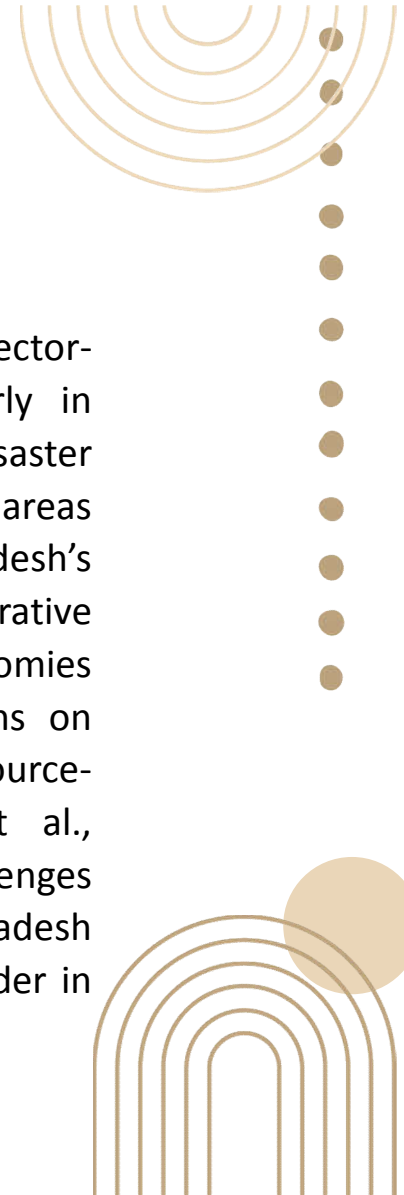 ector-
rly in
saster
areas
desh’s
rative
omies
ns on
ource-
t al.,
enges
adesh
der in